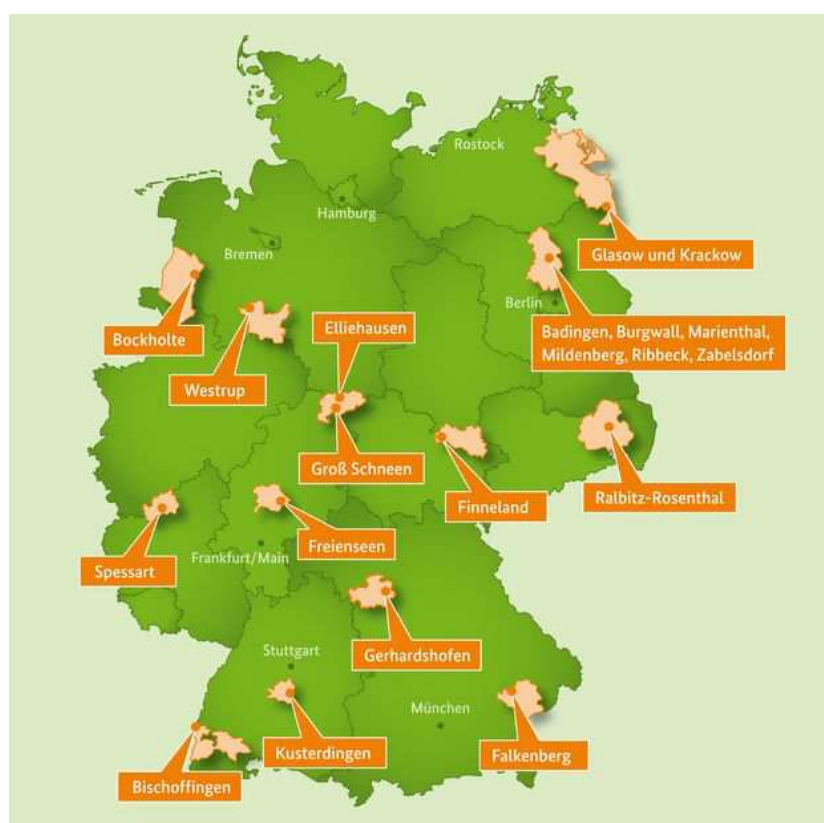 Rostock
Hamburg
Glasow und Krackow
Bremen
Berlin
Elliehausen
Badingen, Burgwall, Marienthal,
Mildenberg, Ribbeck, Zabelsdorf
Bockholte
Westrup
Groß Schneen
Ralbitz-Rosenthal
Finneland
Freienseen
Frankfurt/Main
Spessart
Stuttgart
Gerhardshofen
München
Kusterdingen
Falkenberg
Bischoffingen